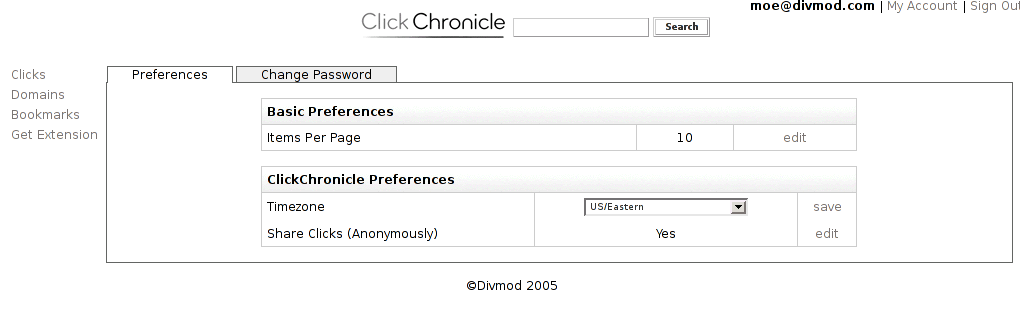 moe@divmod.com | My Account | Sign Out
ClickChronicle
Search
Clicks
Domains
Bookmarks
Get Extension
Preferences
Change Password
Basic Preferences
Items Per Page 10 edit
ClickChronicle Preferences
Timezone US/Eastern save
Share Clicks (Anonymously) Yes edit
©Divmod 2005